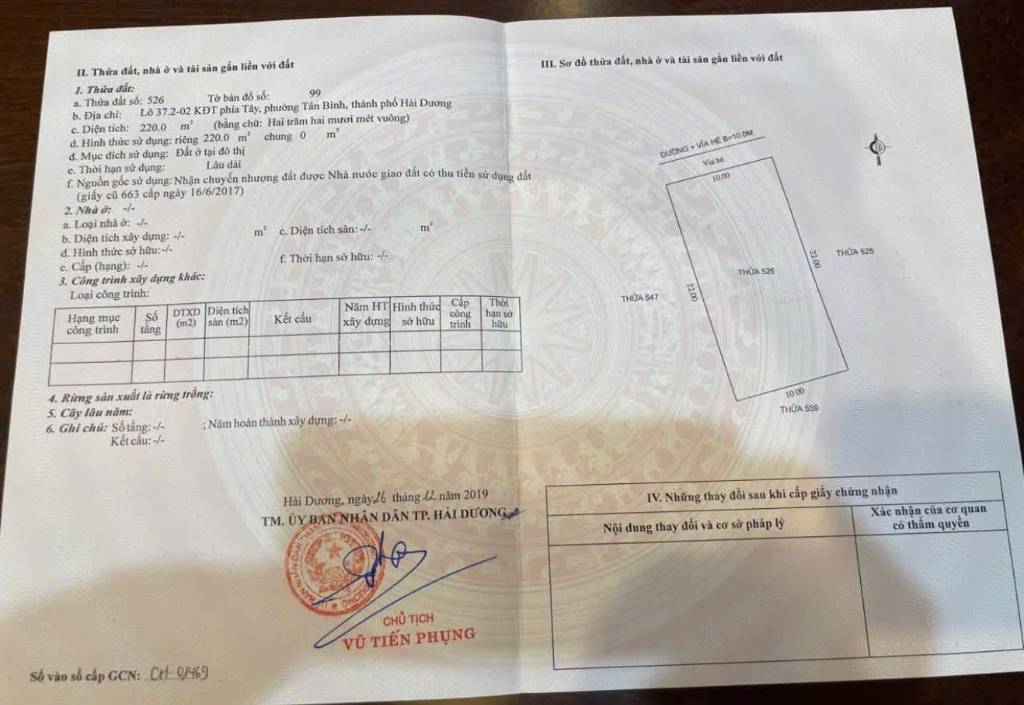 II. Thửa đất, nhà ở và tài sản gắn liền với đất
1. Thửa đất:
a. Thửa đất số: 526 Tờ bản đồ số: 99
b. Địa chỉ: Lô 37.2-02 KĐT phía Tây, phường Tân Bình, thành phố Hải Dương
c. Diện tích: 220.0 m² (bằng chữ: Hai trăm hai mươi mét vuông)
d. Hình thức sử dụng: riêng 220.0 m² chung 0 m²
đ. Mục đích sử dụng: Đất ở tại đô thị
e. Thời hạn sử dụng: Lâu dài
f. Nguồn gốc sử dụng: Nhận chuyển nhượng đất được Nhà nước giao đất có thu tiền sử dụng đất
(giấy cũ 663 cấp ngày 16/6/2017)
2. Nhà ở: -/-
a. Loại nhà ở: -/-
b. Diện tích xây dựng: -/- m² c. Diện tích sàn: -/- m²
d. Hình thức sở hữu: -/-
e. Cấp (hạng): -/- f. Thời hạn sở hữu: -/-
3. Công trình xây dựng khác:
Loại công trình:
Hạng mục công trình Số tầng DTXD (m2) Diện tích sàn (m2) Kết cấu Năm HT xây dựng Hình thức sở hữu Cấp công trình Thời hạn sở hữu
4. Rừng sản xuất là rừng trồng:
5. Cây lâu năm:
6. Ghi chú: Số tầng: -/- ; Năm hoàn thành xây dựng: -/-
Kết cấu: -/-
Hải Dương, ngày 26 tháng 12 năm 2019
TM. ỦY BAN NHÂN DÂN TP. HẢI DƯƠNG
CHỦ TỊCH
VŨ TIẾN PHỤNG
Số vào sổ cấp GCN: CH 01469
III. Sơ đồ thửa đất, nhà ở và tài sản gắn liền với đất
ĐƯỜNG + VỈA HÈ B=10.0M
Vỉa hè
10.00
22.00
THỬA 525
THỬA 526
THỬA 547
22.00
10.00
THỬA 559
IV. Những thay đổi sau khi cấp giấy chứng nhận
Nội dung thay đổi và cơ sở pháp lý
Xác nhận của cơ quan
có thẩm quyền